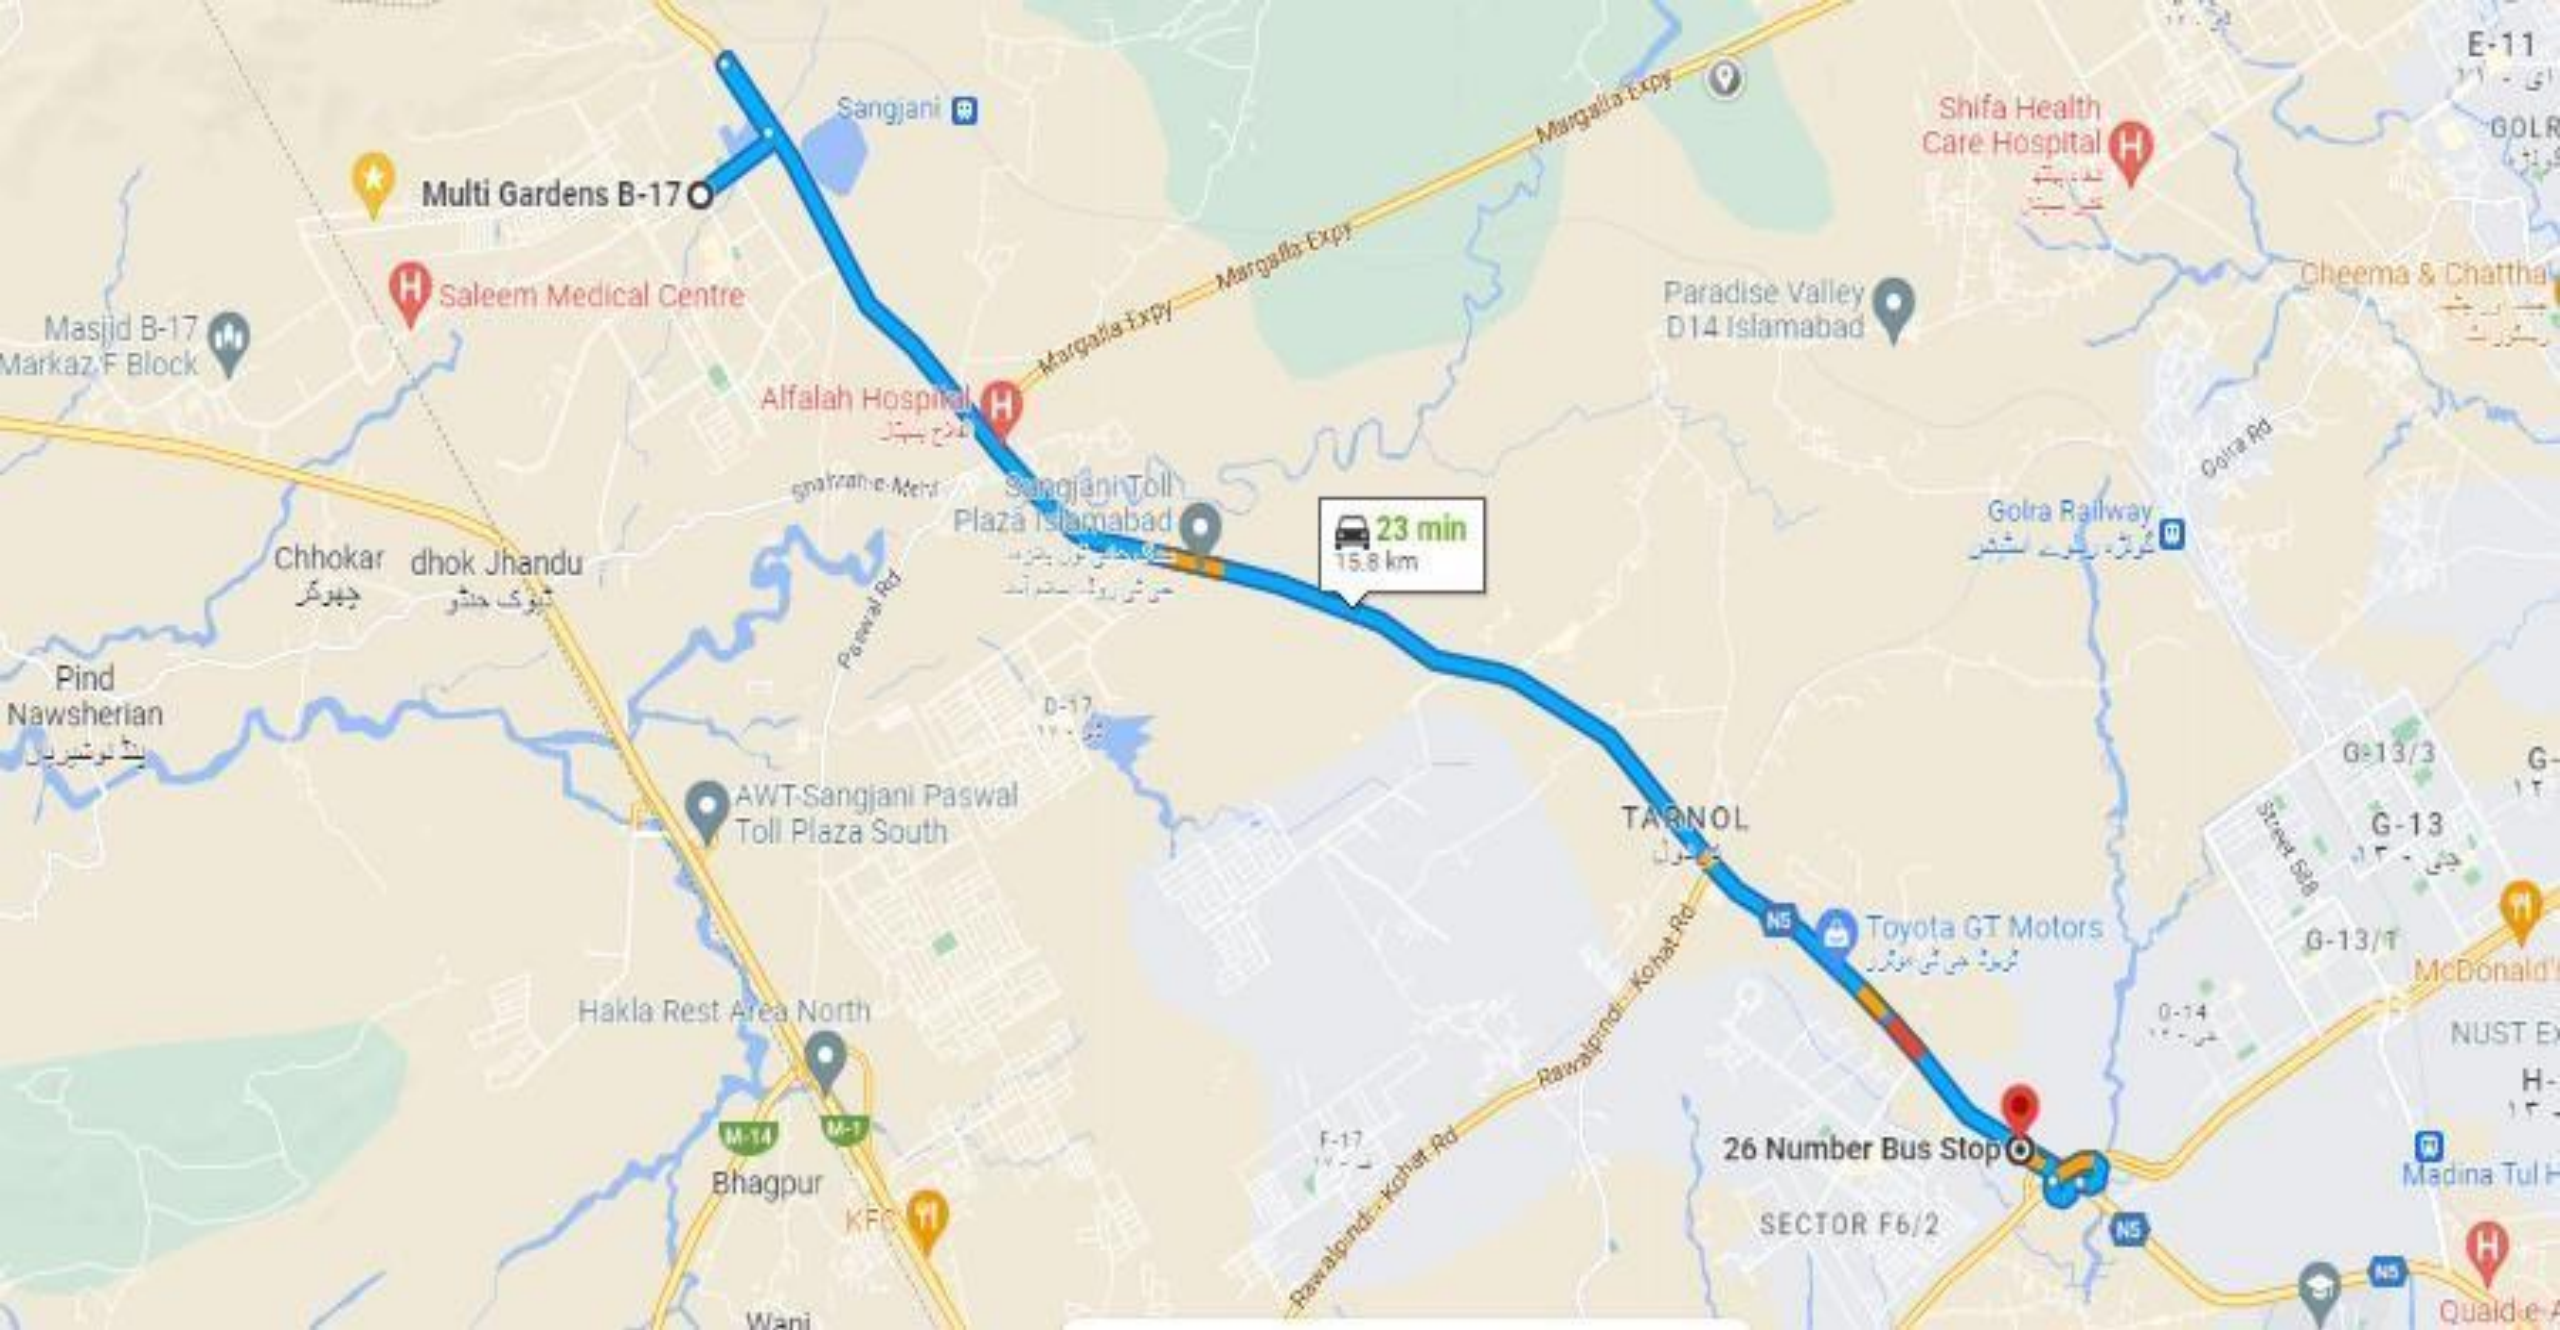 E-11
Sangjani
Shifa Health
Care Hospital
GOLR
Multi Gardens B-17
Margalla Expy
Margalla Expy
Margalla Expy
Saleem Medical Centre
Cheema & Chattha
Paradise Valley
D14 Islamabad
Masjid B-17
Markaz F Block
Alfalah Hospital
Golra Rd
Sangjani Toll
Plaza Islamabad
23 min
15.8 km
Golra Railway
Chhokar
dhok Jhandu
Paswal Rd
Pind
Nawsherian
D-17
G-13/3
G-
AWT-Sangjani Paswal
Toll Plaza South
TARNOL
G-13
Street 588
N5
Toyota GT Motors
G-13/1
McDonald's
Rawalpindi - Kohat Rd
Hakla Rest Area North
G-14
NUST Ex
H-
M-14
M-1
F-17
26 Number Bus Stop
Bhagpur
Rawalpindi - Kohat Rd
Madina Tul H
KFC
SECTOR F6/2
N5
N5
Wani
Quaid-e-A